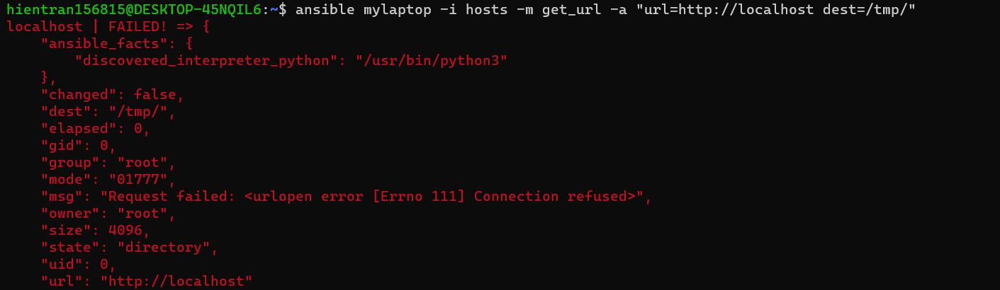 hientran156815@DESKTOP-45NQIL6:~$ ansible mylaptop -i hosts -m get_url -a "url=http://localhost dest=/tmp/"
localhost | FAILED! => {
    "ansible_facts": {
        "discovered_interpreter_python": "/usr/bin/python3"
    },
    "changed": false,
    "dest": "/tmp/",
    "elapsed": 0,
    "gid": 0,
    "group": "root",
    "mode": "01777",
    "msg": "Request failed: <urlopen error [Errno 111] Connection refused>",
    "owner": "root",
    "size": 4096,
    "state": "directory",
    "uid": 0,
    "url": "http://localhost"